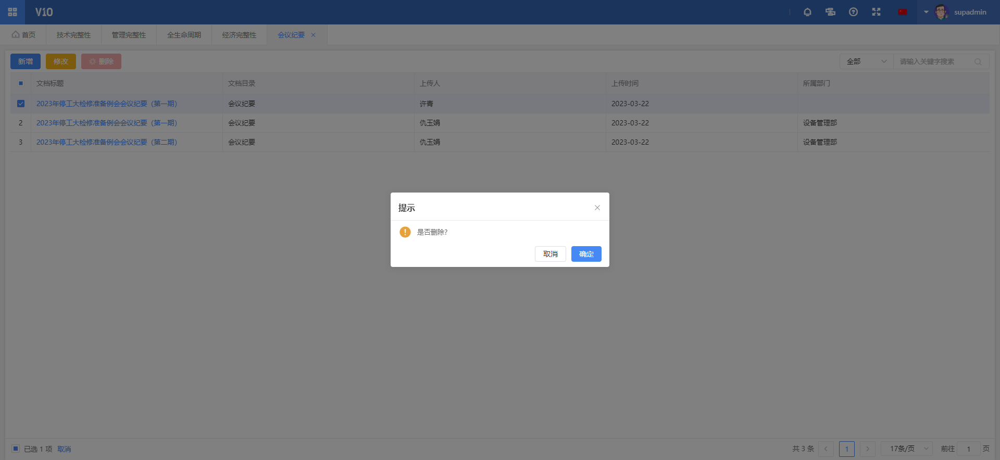 V10
supadmin
首页 技术完整性 管理完整性 全生命周期 经济完整性 会议纪要
新增 修改 删除 全部 请输入关键字搜索
文档标题 文档目录 上传人 上传时间 所属部门
2023年停工大检修准备例会会议纪要（第一期） 会议纪要 许青 2023-03-22
2 2023年停工大检修准备例会会议纪要（第一期） 会议纪要 仇玉娟 2023-03-22 设备管理部
3 2023年停工大检修准备例会会议纪要（第二期） 会议纪要 仇玉娟 2023-03-22 设备管理部
提示
是否删除?
取消 确定
已选 1 项 取消 共 3 条 1 17条/页 前往 1 页